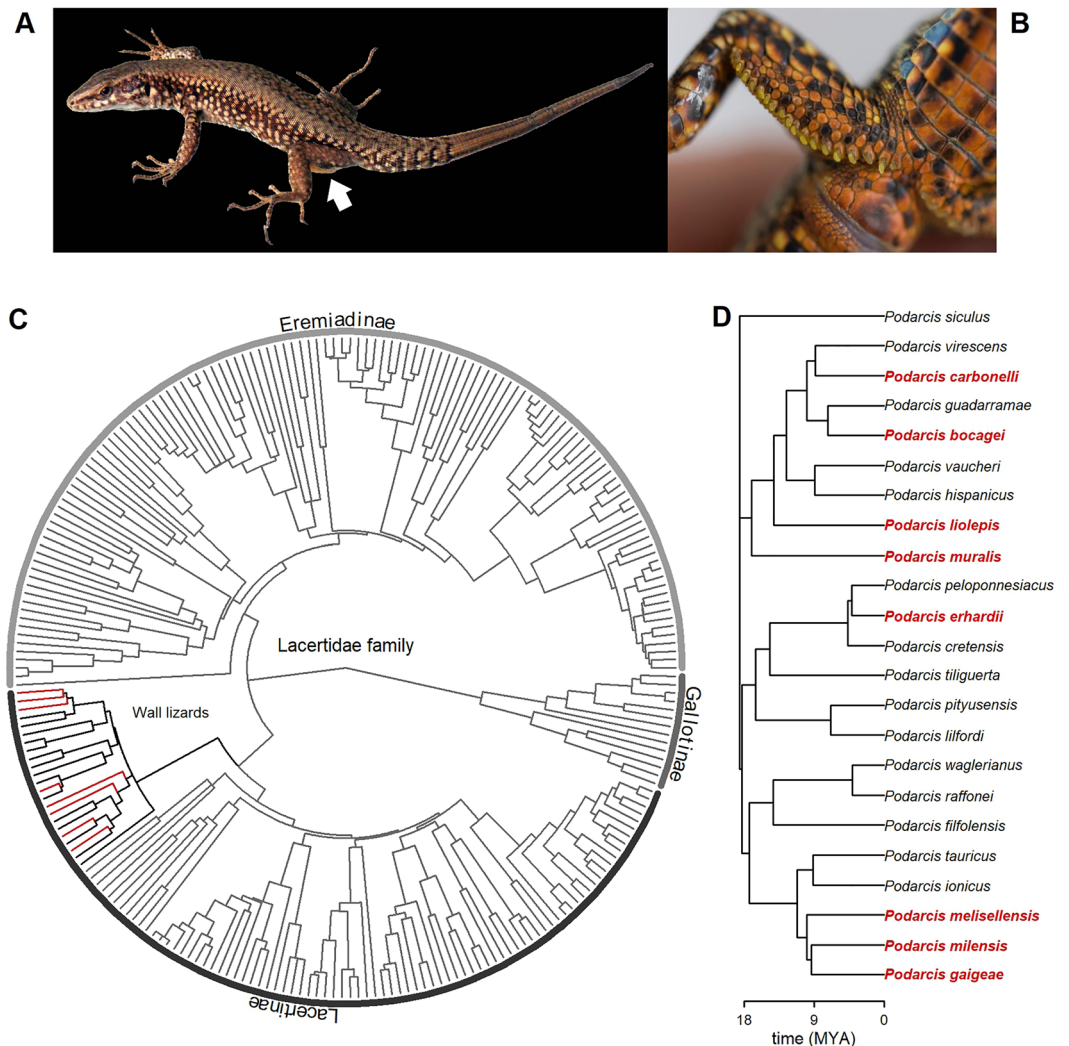 A
B
C
Eremiadinae
Lacertidae family
Wall lizards
Gallotinae
Lacertinae
D
Podarcis siculus
Podarcis virescens
Podarcis carbonelli
Podarcis guadarramae
Podarcis bocagei
Podarcis vaucheri
Podarcis hispanicus
Podarcis liolepis
Podarcis muralis
Podarcis peloponnesiacus
Podarcis erhardii
Podarcis cretensis
Podarcis tiliguerta
Podarcis pityusensis
Podarcis lilfordi
Podarcis waglerianus
Podarcis raffonei
Podarcis filfolensis
Podarcis tauricus
Podarcis ionicus
Podarcis melisellensis
Podarcis milensis
Podarcis gaigeae
18 9 0
time (MYA)